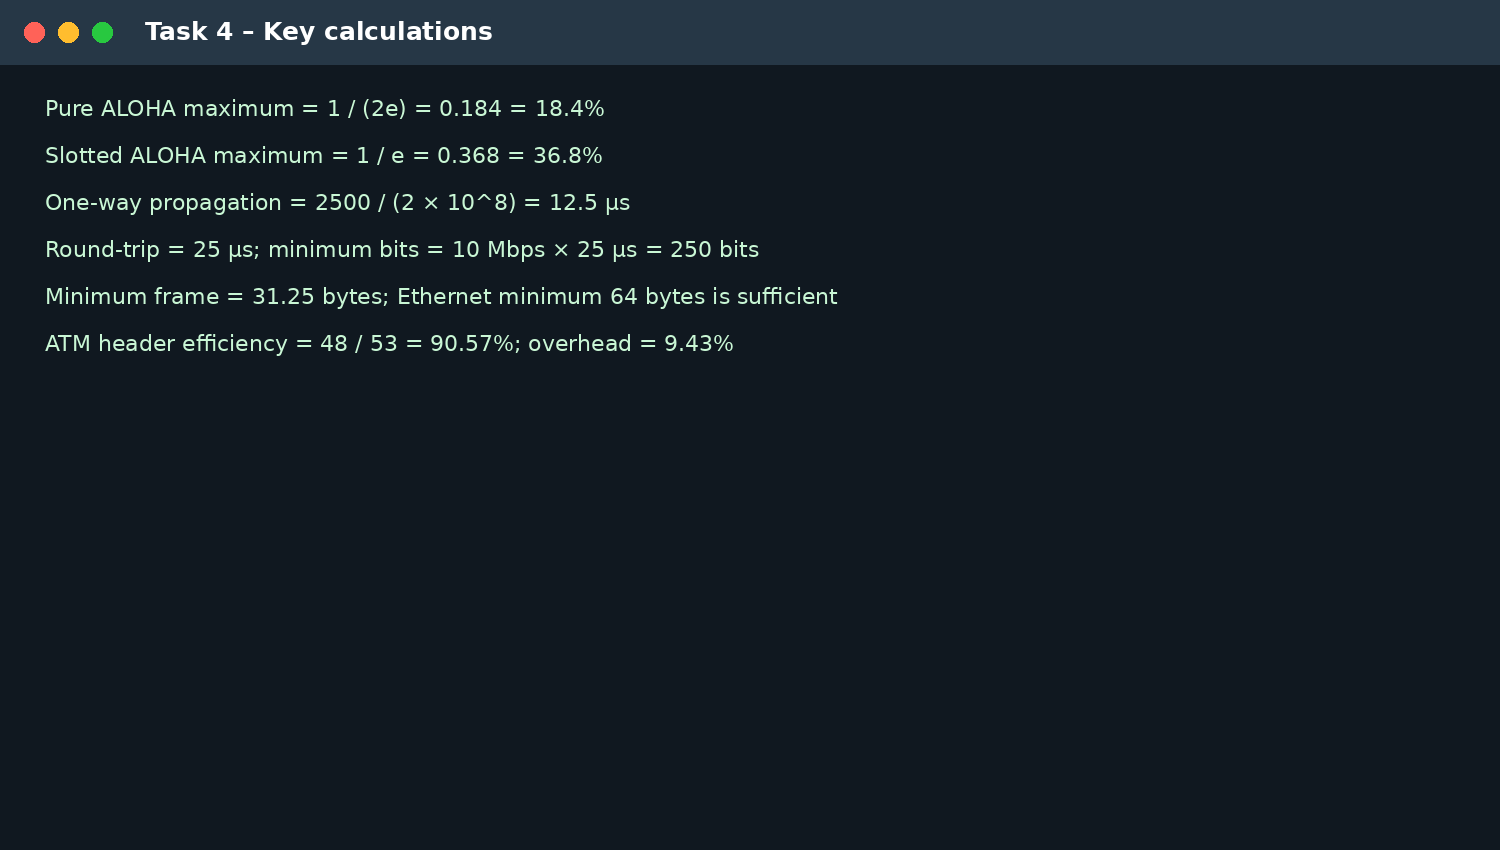 Task 4 – Key calculations
Pure ALOHA maximum = 1 / (2e) = 0.184 = 18.4%
Slotted ALOHA maximum = 1 / e = 0.368 = 36.8%
One-way propagation = 2500 / (2 × 10^8) = 12.5 µs
Round-trip = 25 µs; minimum bits = 10 Mbps × 25 µs = 250 bits
Minimum frame = 31.25 bytes; Ethernet minimum 64 bytes is sufficient
ATM header efficiency = 48 / 53 = 90.57%; overhead = 9.43%